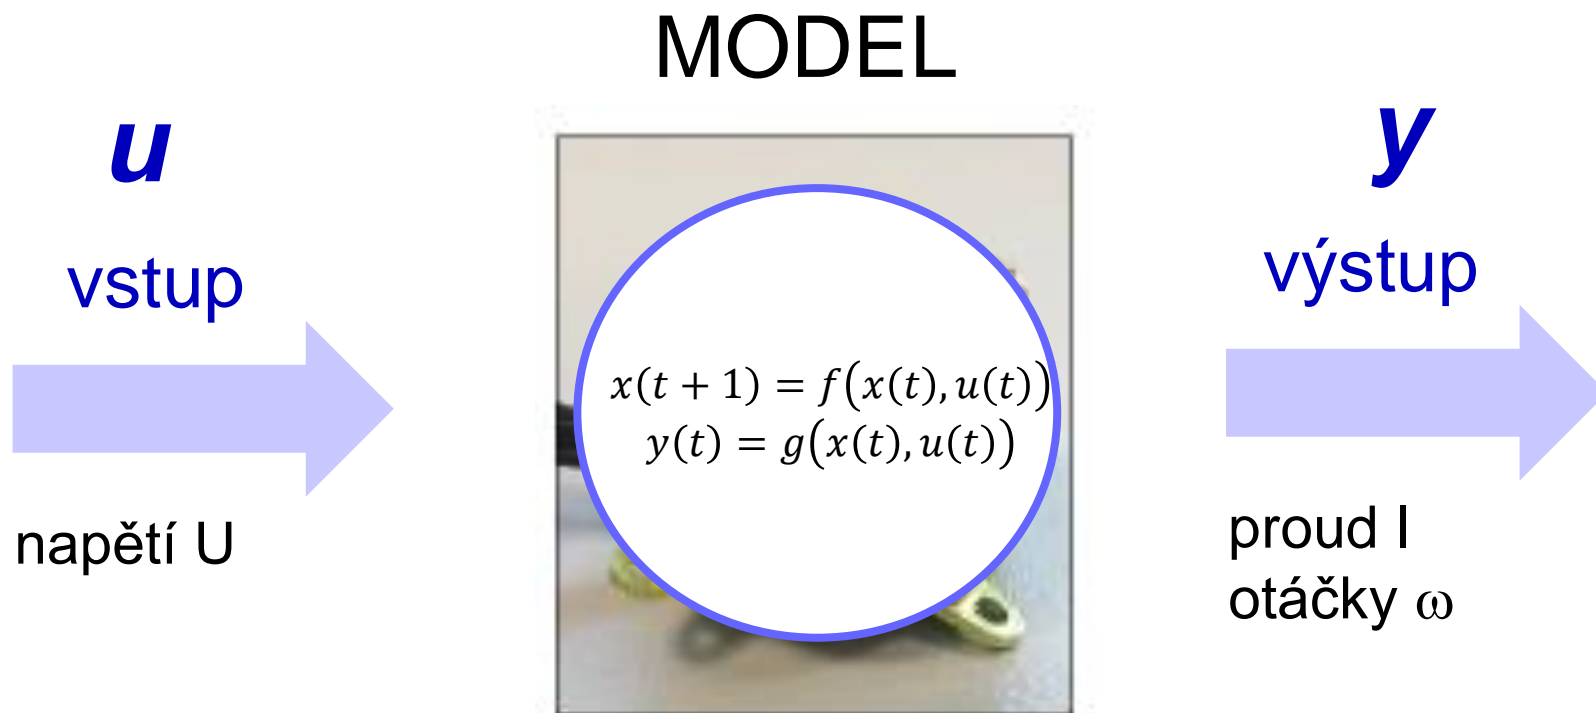 MODEL
u
vstup
napětí U
x(t + 1) = f(x(t), u(t))
y(t) = g(x(t), u(t))
y
výstup
proud I
otáčky ω